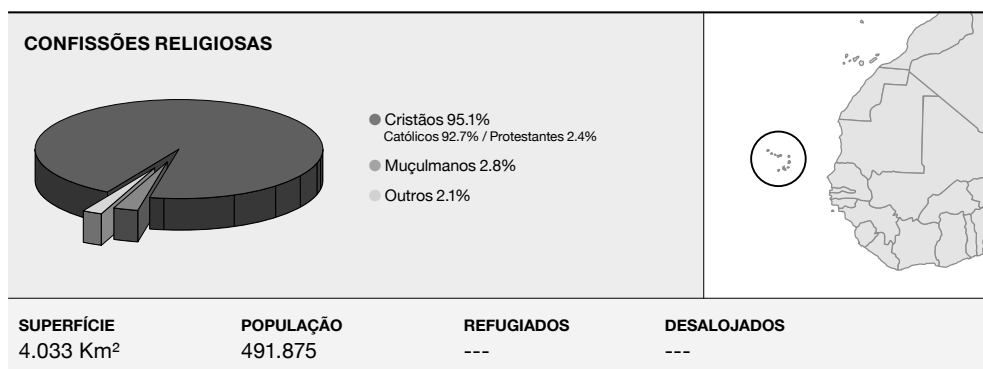 CONFISSÕES RELIGIOSAS
Cristãos 95.1%
Católicos 92.7% / Protestantes 2.4%
Muçulmanos 2.8%
Outros 2.1%
SUPERFÍCIE POPULAÇÃO REFUGIADOS DESALOJADOS
4.033 Km² 491.875 --- ---